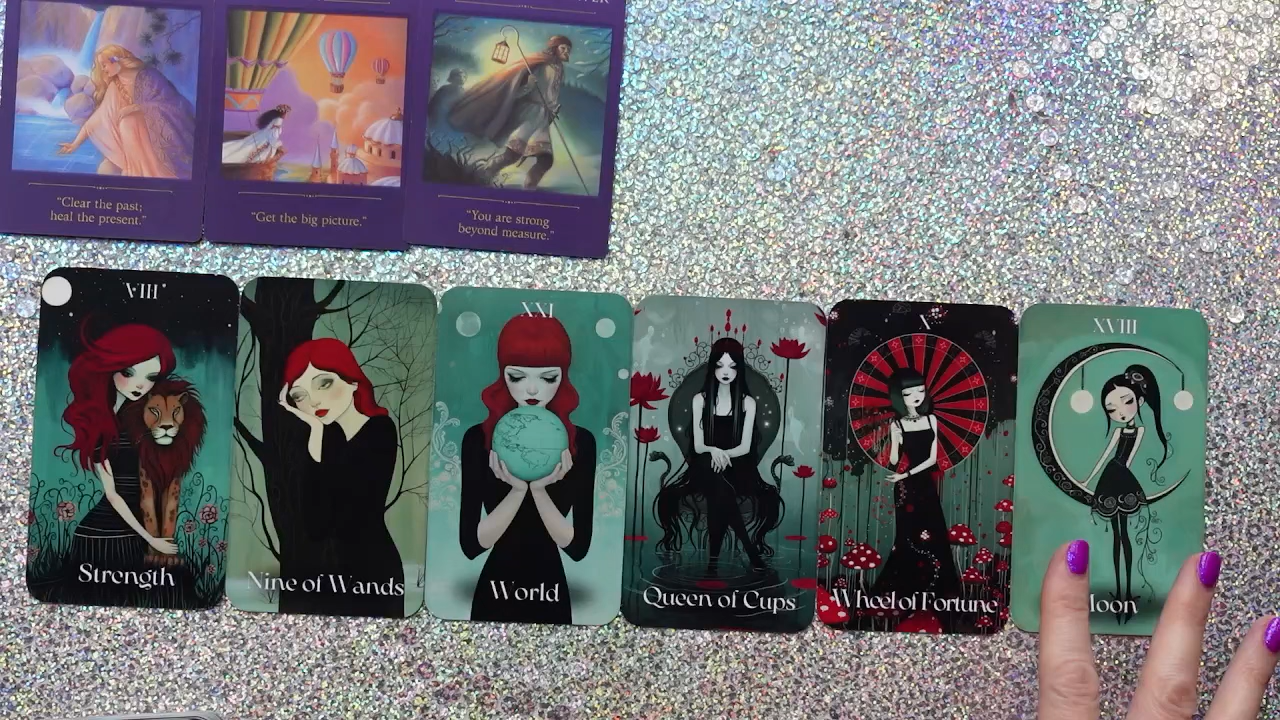 "Clear the past;
heal the present."
"Get the big picture."
"You are strong
beyond measure."
VIII
Strength
Nine of Wands
XXI
World
Queen of Cups
X
Wheel of Fortune
XVIII
Moon